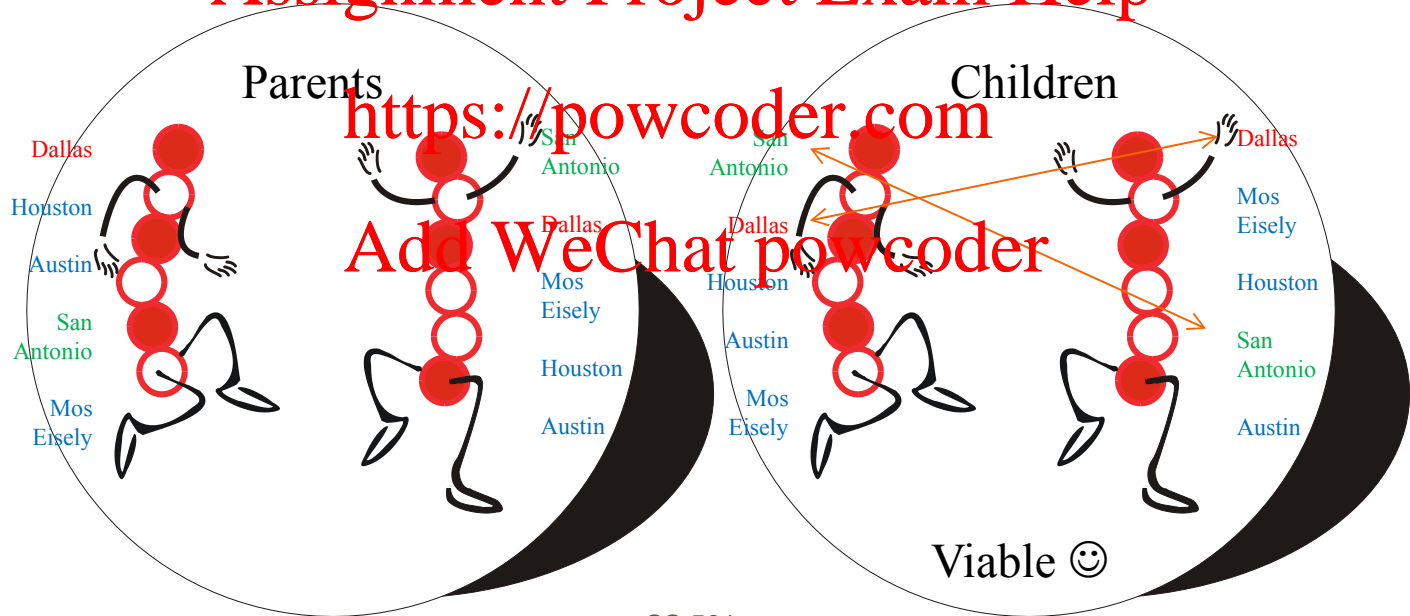 Assignment Project Exam Help
Parents
Children
https://powcoder.com
Add WeChat powcoder
Dallas
Houston
Austin
San
Antonio
Mos
Eisely
San
Antonio
Dallas
Mos
Eisely
Houston
Austin
San
Antonio
Dallas
Houston
Austin
Mos
Eisely
Dallas
Mos
Eisely
Houston
San
Antonio
Austin
Viable ☺